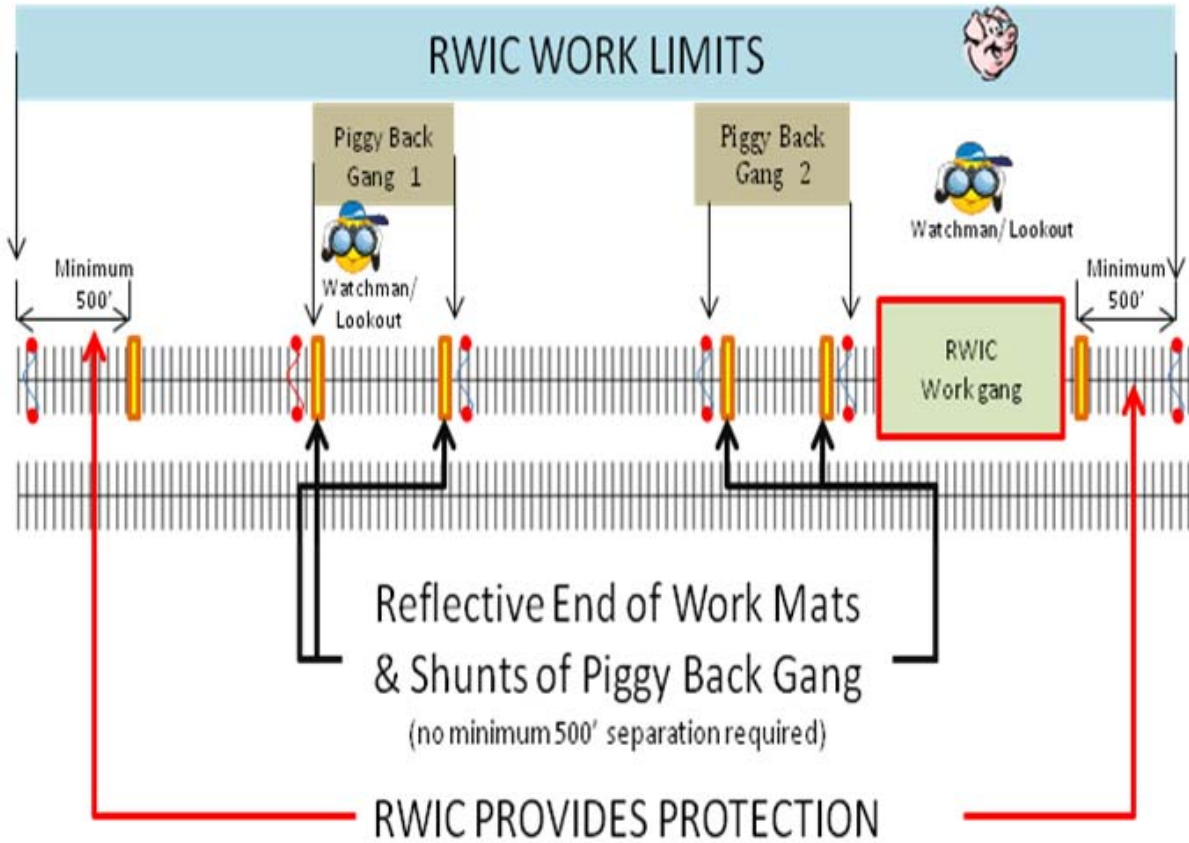 RWIC WORK LIMITS
Piggy Back
Gang 1
Piggy Back
Gang 2
Watchman/
Lookout
Watchman/ Lookout
Minimum
500'
Minimum
500'
RWIC
Work gang
Reflective End of Work Mats
& Shunts of Piggy Back Gang
(no minimum 500' separation required)
RWIC PROVIDES PROTECTION